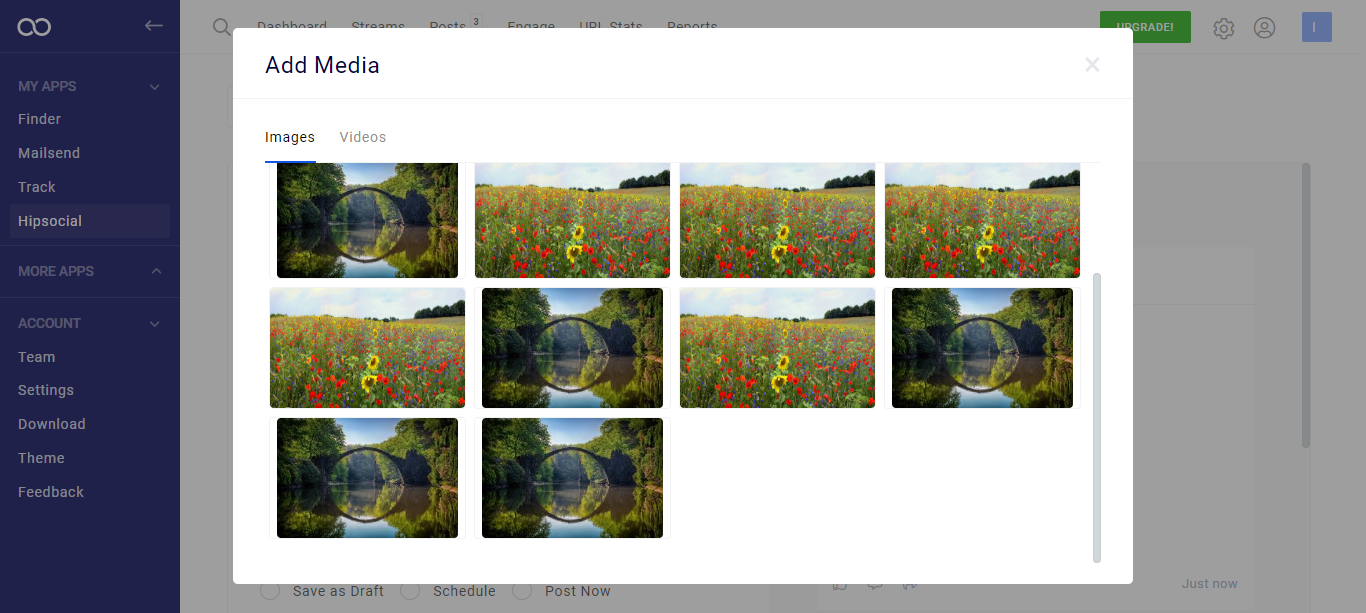 Dashboard Streams Posts 3 Engage URL Stats Reports
UPGRADE!
I
MY APPS
Finder
Mailsend
Track
Hipsocial
MORE APPS
ACCOUNT
Team
Settings
Download
Theme
Feedback
Add Media
Images Videos
Save as Draft Schedule Post Now
Just now